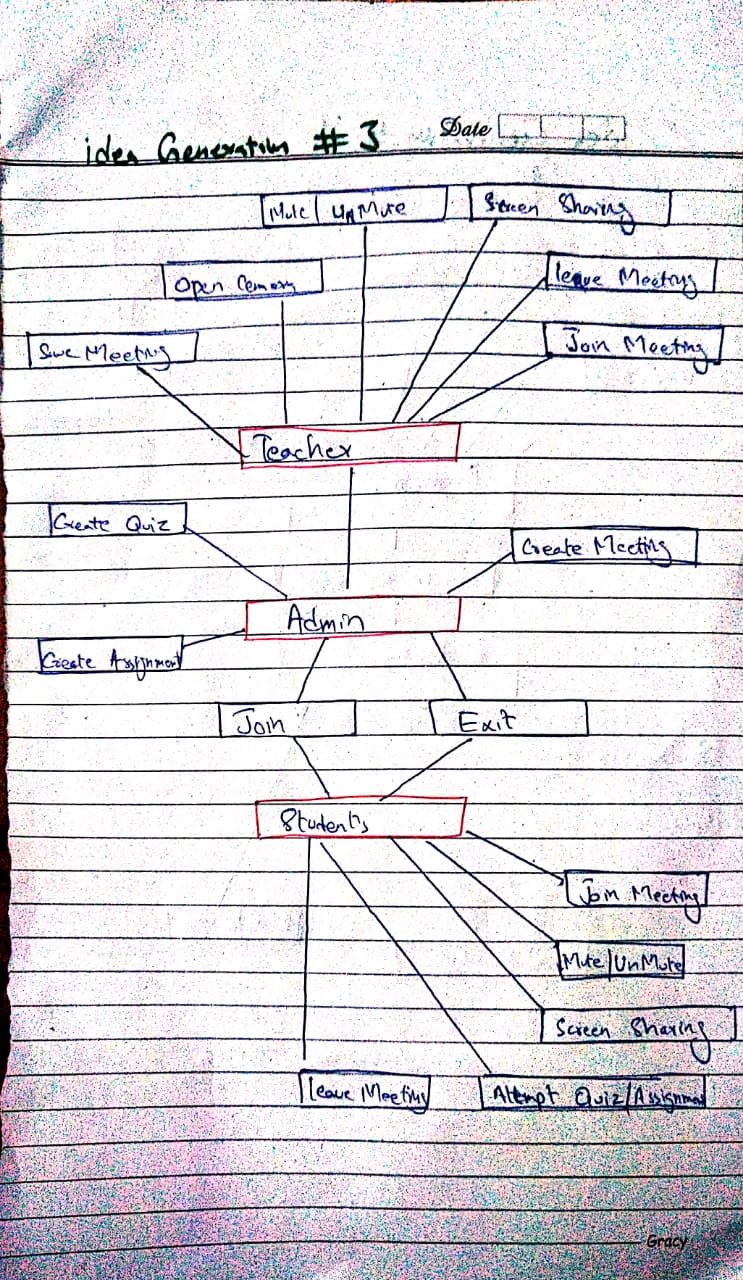 idea Generation # 3
Date
Mute | UnMute
Screen Sharing
Open Camera
leave Meeting
Save Meeting
Join Meeting
Teacher
Create Quiz
Create Meeting
Admin
Create Assignment
Join
Exit
Students
Join Meeting
Mute/UnMute
Screen Sharing
leave Meeting
Attempt Quiz/Assignment
Gracy